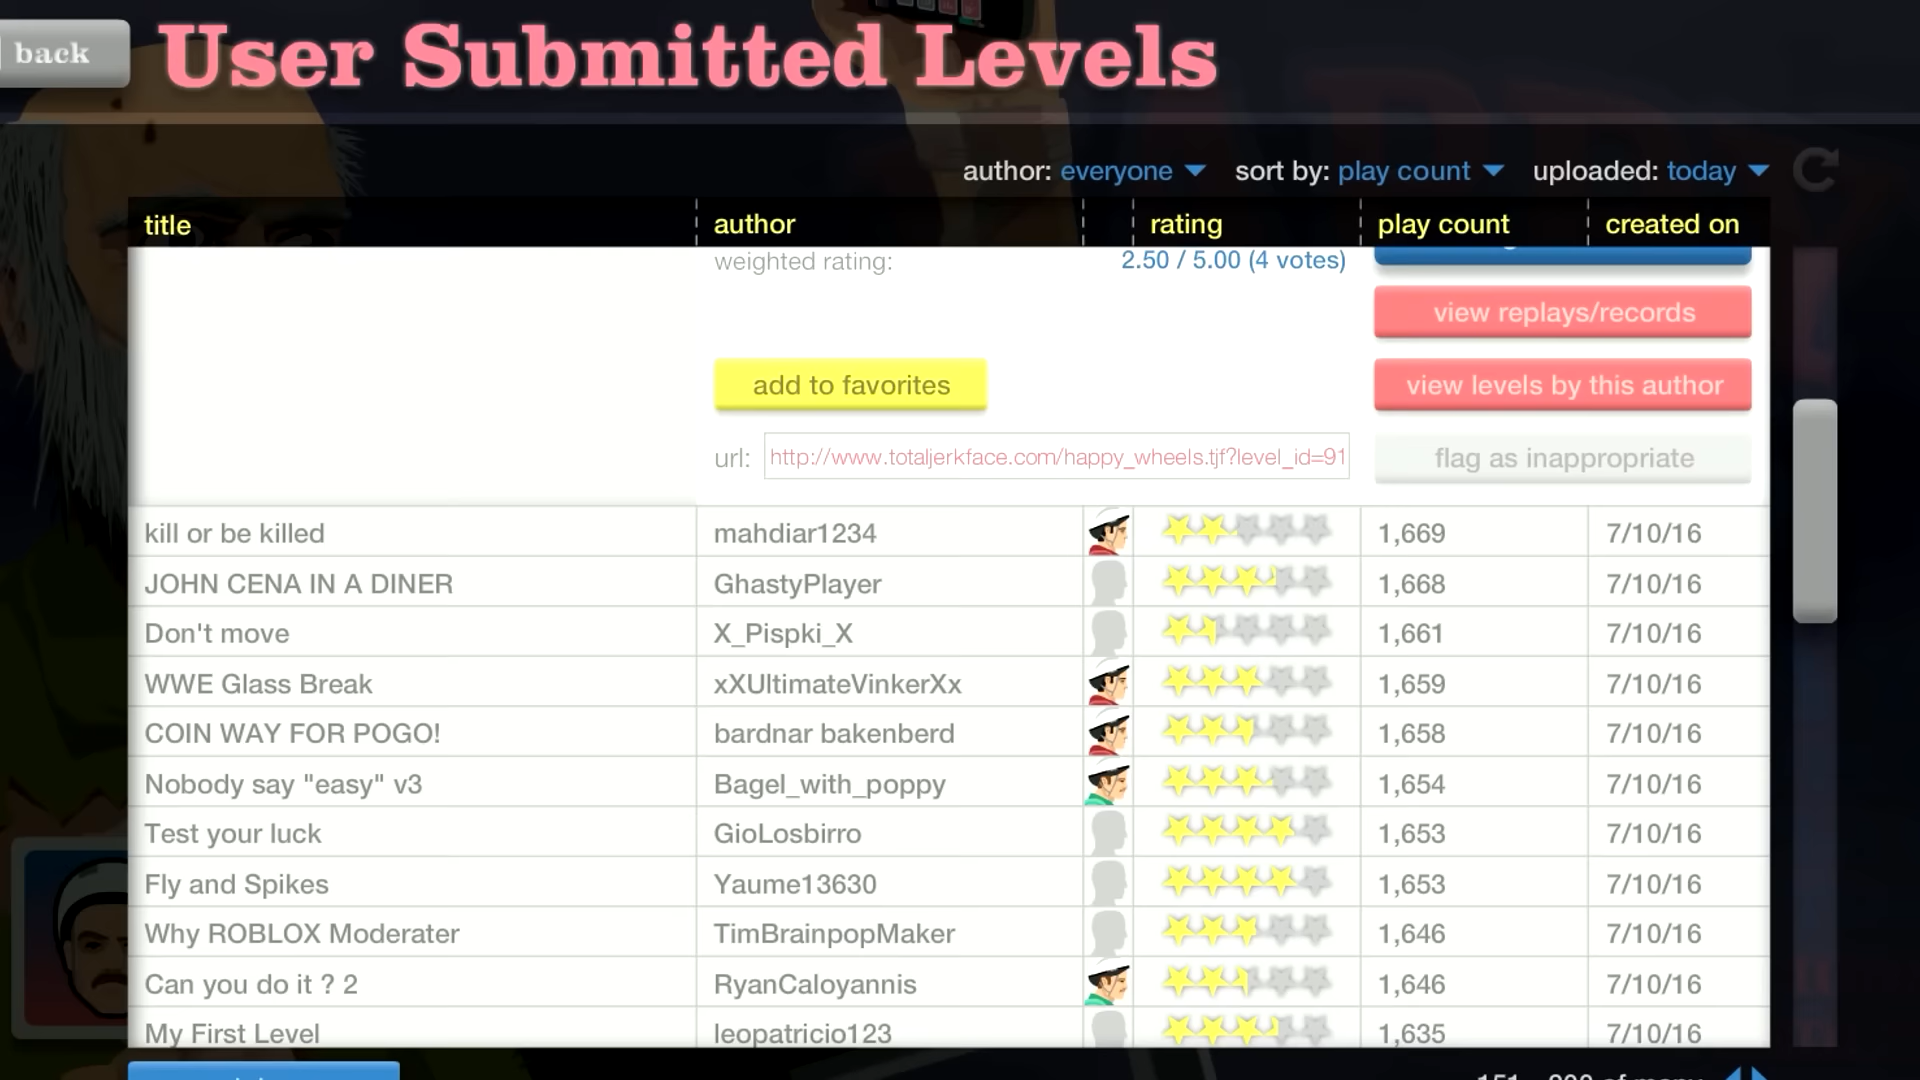 back
User Submitted Levels
author: everyone sort by: play count uploaded: today
title author rating play count created on
weighted rating: 2.50 / 5.00 (4 votes)
view replays/records
add to favorites view levels by this author
url: http://www.totaljerkface.com/happy_wheels.tjf?level_id=91 flag as inappropriate
kill or be killed mahdiar1234 1,669 7/10/16
JOHN CENA IN A DINER GhastyPlayer 1,668 7/10/16
Don't move X_Pispki_X 1,661 7/10/16
WWE Glass Break xXUltimateVinkerXx 1,659 7/10/16
COIN WAY FOR POGO! bardnar bakenberd 1,658 7/10/16
Nobody say "easy" v3 Bagel_with_poppy 1,654 7/10/16
Test your luck GioLosbirro 1,653 7/10/16
Fly and Spikes Yaume13630 1,653 7/10/16
Why ROBLOX Moderater TimBrainpopMaker 1,646 7/10/16
Can you do it ? 2 RyanCaloyannis 1,646 7/10/16
My First Level leopatricio123 1,635 7/10/16